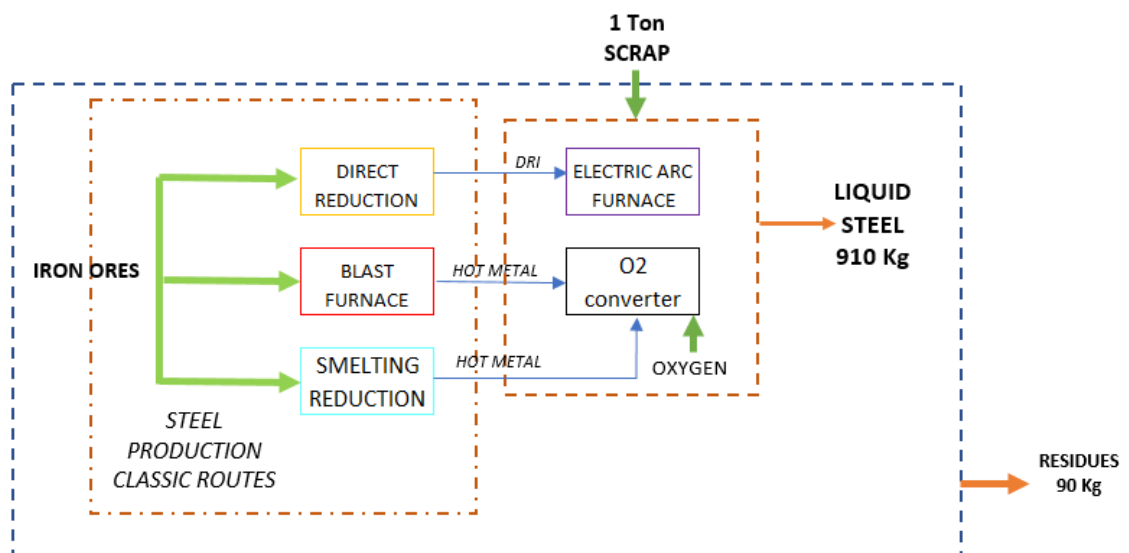 1 Ton
SCRAP
IRON ORES
DIRECT
REDUCTION
DRI
ELECTRIC ARC
FURNACE
LIQUID
STEEL
910 Kg
BLAST
FURNACE
HOT METAL
O2
converter
SMELTING
REDUCTION
HOT METAL
OXYGEN
STEEL
PRODUCTION
CLASSIC ROUTES
RESIDUES
90 Kg